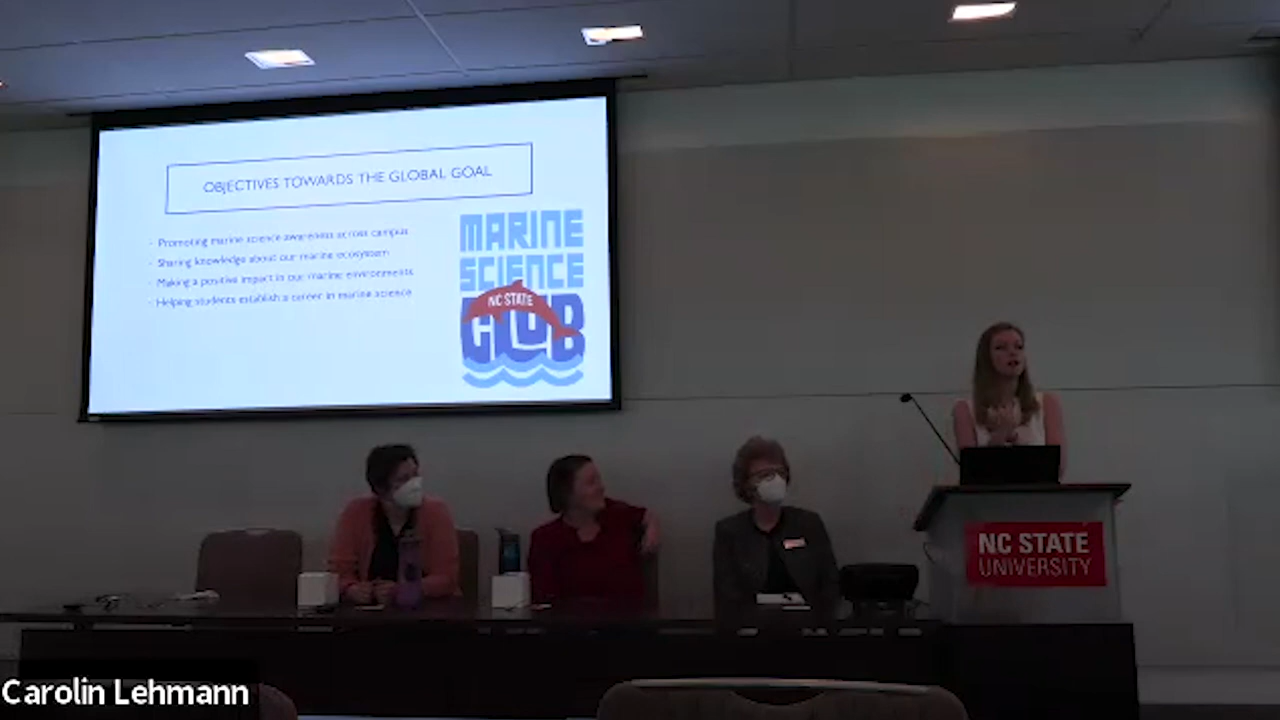 OBJECTIVES TOWARDS THE GLOBAL GOAL
- Promoting marine science awareness across campus
- Sharing knowledge about our marine ecosystem
- Making a positive impact in our marine environments
- Helping students establish a career in marine science
MARINE
SCIENCE
NC STATE
CLUB
NC STATE
UNIVERSITY
Carolin Lehmann